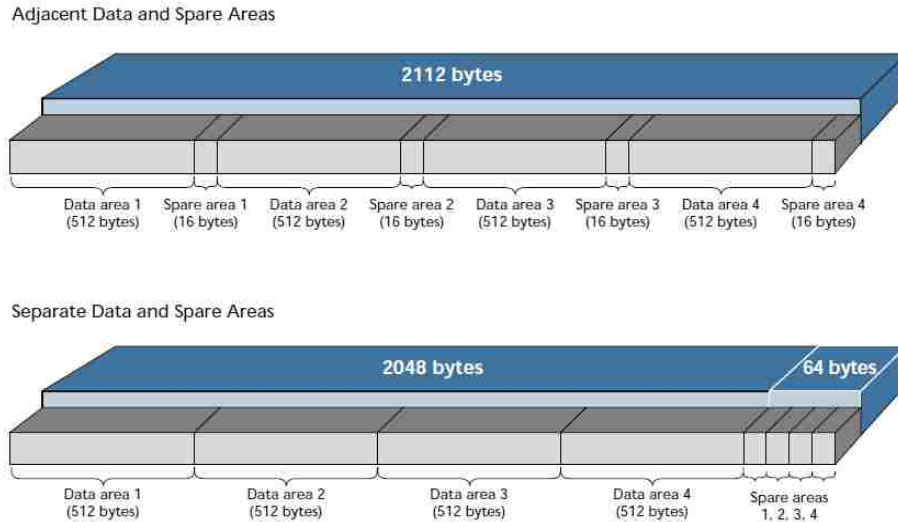 Adjacent Data and Spare Areas
2112 bytes
Data area 1
(512 bytes)
Spare area 1
(16 bytes)
Data area 2
(512 bytes)
Spare area 2
(16 bytes)
Data area 3
(512 bytes)
Spare area 3
(16 bytes)
Data area 4
(512 bytes)
Spare area 4
(16 bytes)
Separate Data and Spare Areas
2048 bytes
64 bytes
Data area 1
(512 bytes)
Data area 2
(512 bytes)
Data area 3
(512 bytes)
Data area 4
(512 bytes)
Spare areas
1, 2, 3, 4